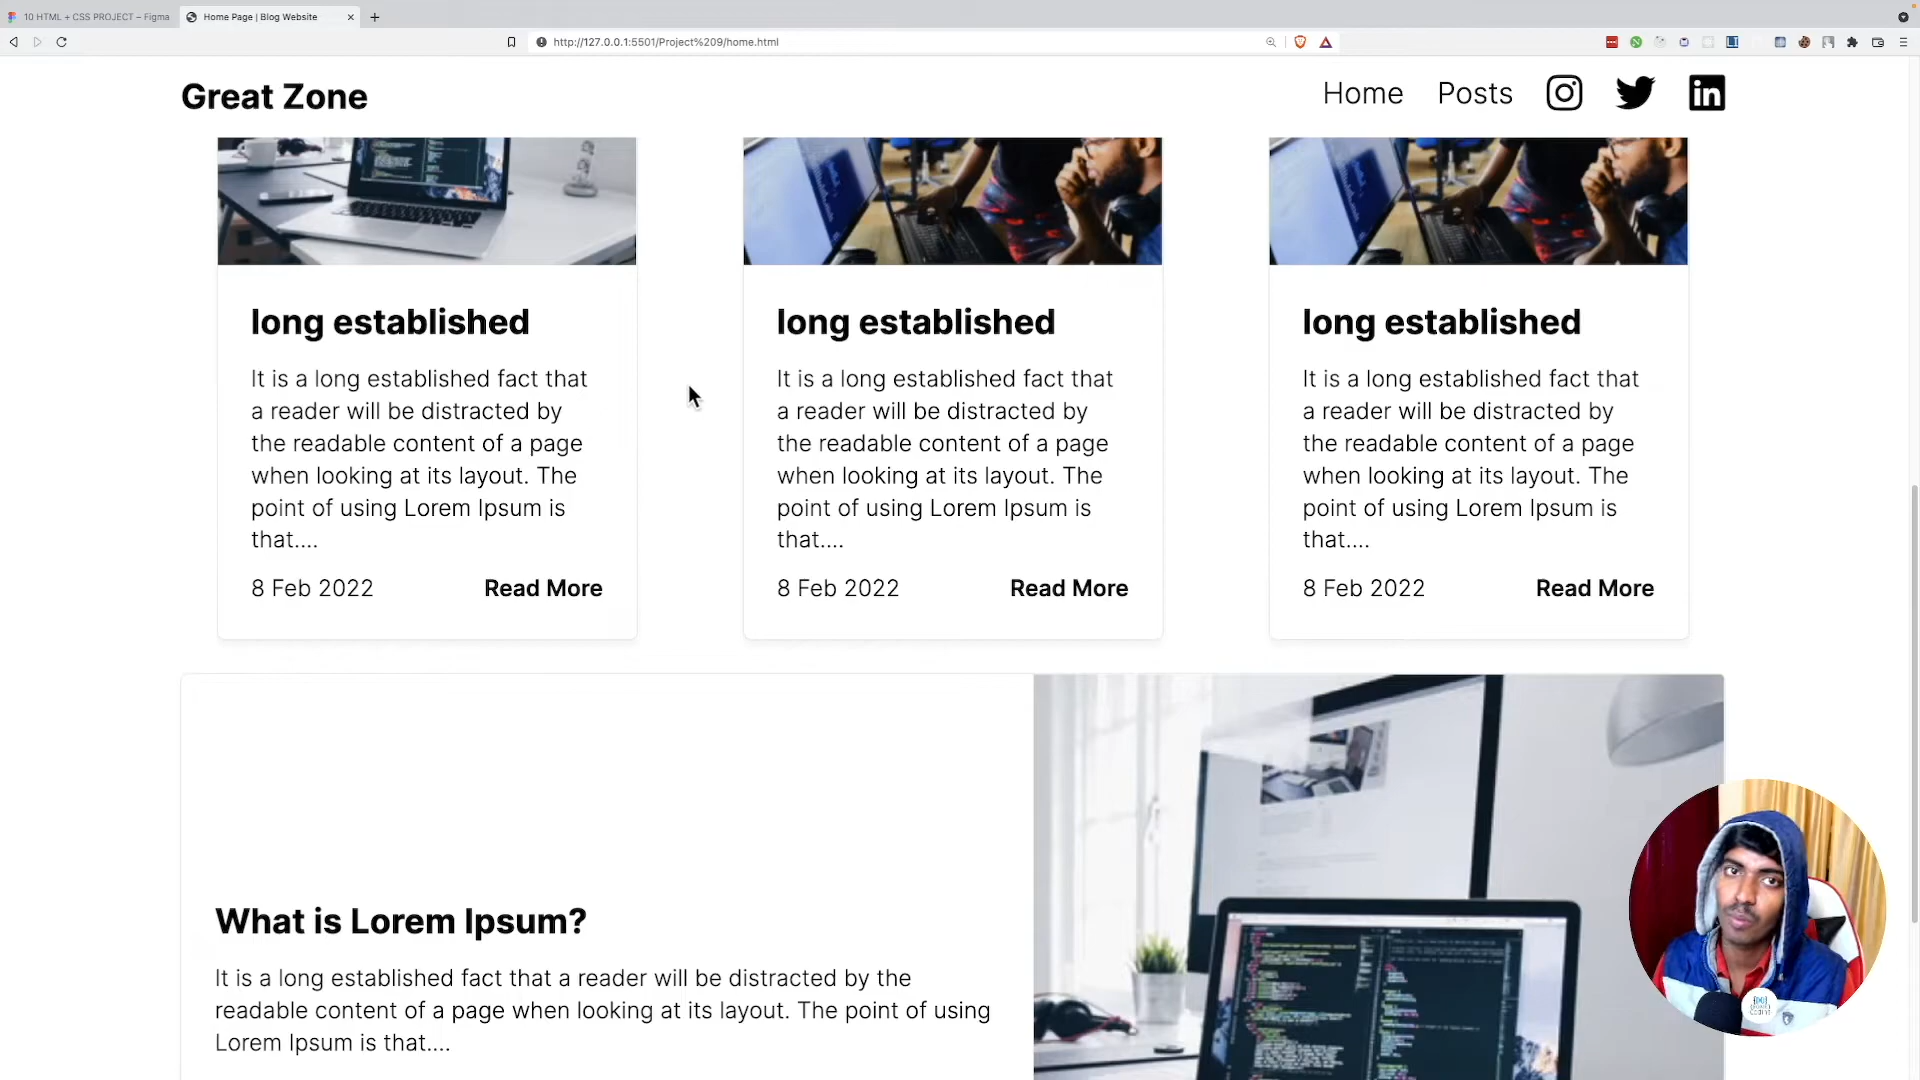 10 HTML + CSS PROJECT – Figma
Home Page | Blog Website
http://127.0.0.1:5501/Project%209/home.html
Great Zone
Home
Posts
long established
It is a long established fact that
a reader will be distracted by
the readable content of a page
when looking at its layout. The
point of using Lorem Ipsum is
that....
8 Feb 2022
Read More
long established
It is a long established fact that
a reader will be distracted by
the readable content of a page
when looking at its layout. The
point of using Lorem Ipsum is
that....
8 Feb 2022
Read More
long established
It is a long established fact that
a reader will be distracted by
the readable content of a page
when looking at its layout. The
point of using Lorem Ipsum is
that....
8 Feb 2022
Read More
What is Lorem Ipsum?
It is a long established fact that a reader will be distracted by the
readable content of a page when looking at its layout. The point of using
Lorem Ipsum is that....